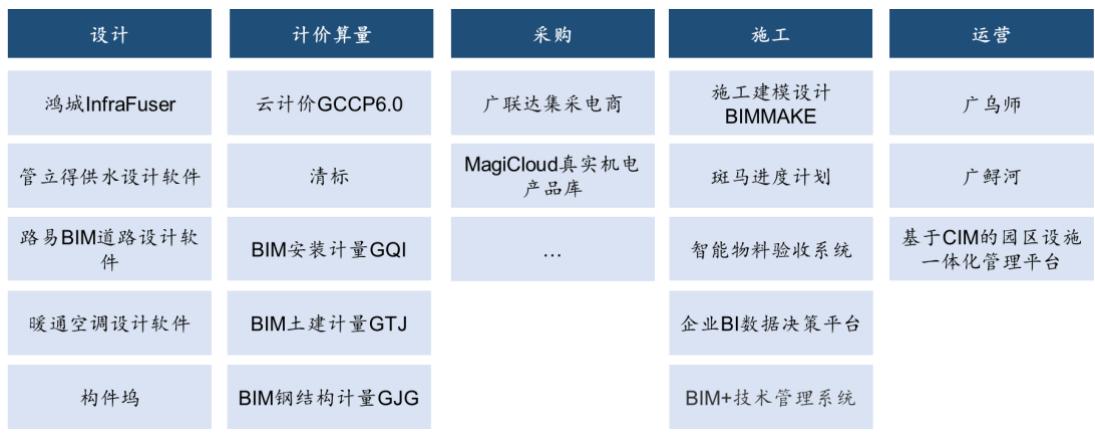 设计
计价算量
采购
施工
运营
鸿城InfraFuser
云计价GCCP6.0
广联达集采电商
施工建模设计
BIMMAKE
广乌师
管立得供水设计软件
清标
MagiCloud真实机电
产品库
斑马进度计划
广鲟河
路易BIM道路设计软
件
BIM安装计量GQI
…
智能物料验收系统
基于CIM的园区设施
一体化管理平台
暖通空调设计软件
BIM土建计量GTJ
企业BI数据决策平台
构件坞
BIM钢结构计量GJG
BIM+技术管理系统